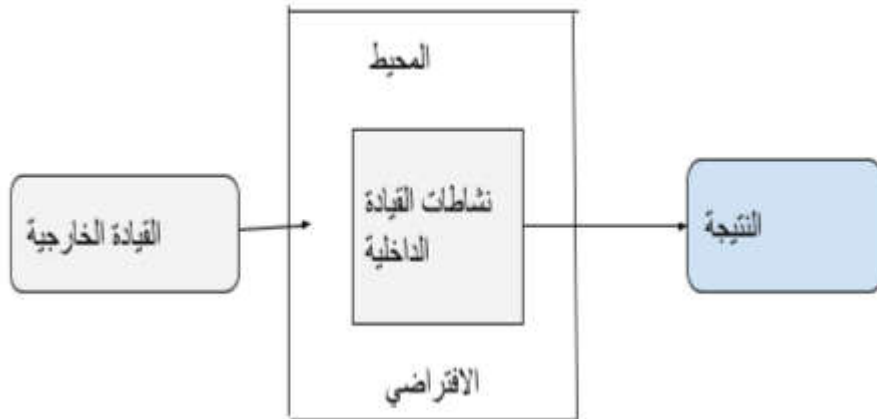 المحيط
القيادة الخارجية
نشاطات القيادة
الداخلية
النتيجة
الافتراضي